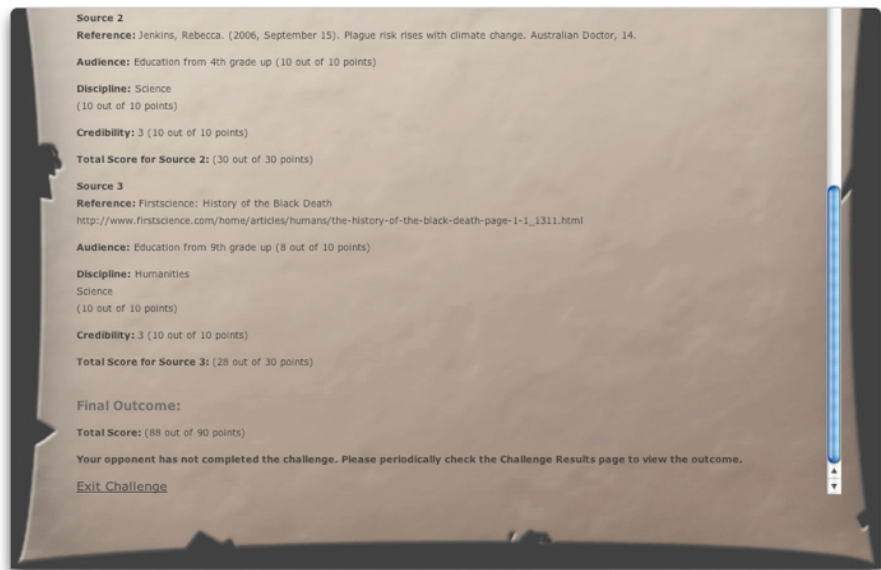 Source 2
Reference: Jenkins, Rebecca. (2006, September 15). Plague risk rises with climate change. Australian Doctor, 14.
Audience: Education from 4th grade up (10 out of 10 points)
Discipline: Science
(10 out of 10 points)
Credibility: 3 (10 out of 10 points)
Total Score for Source 2: (30 out of 30 points)
Source 3
Reference: Firstscience: History of the Black Death
http://www.firstscience.com/home/articles/humans/the-history-of-the-black-death-page-1-1_1311.html
Audience: Education from 9th grade up (8 out of 10 points)
Discipline: Humanities
Science
(10 out of 10 points)
Credibility: 3 (10 out of 10 points)
Total Score for Source 3: (28 out of 30 points)
Final Outcome:
Total Score: (88 out of 90 points)
Your opponent has not completed the challenge. Please periodically check the Challenge Results page to view the outcome.
Exit Challenge